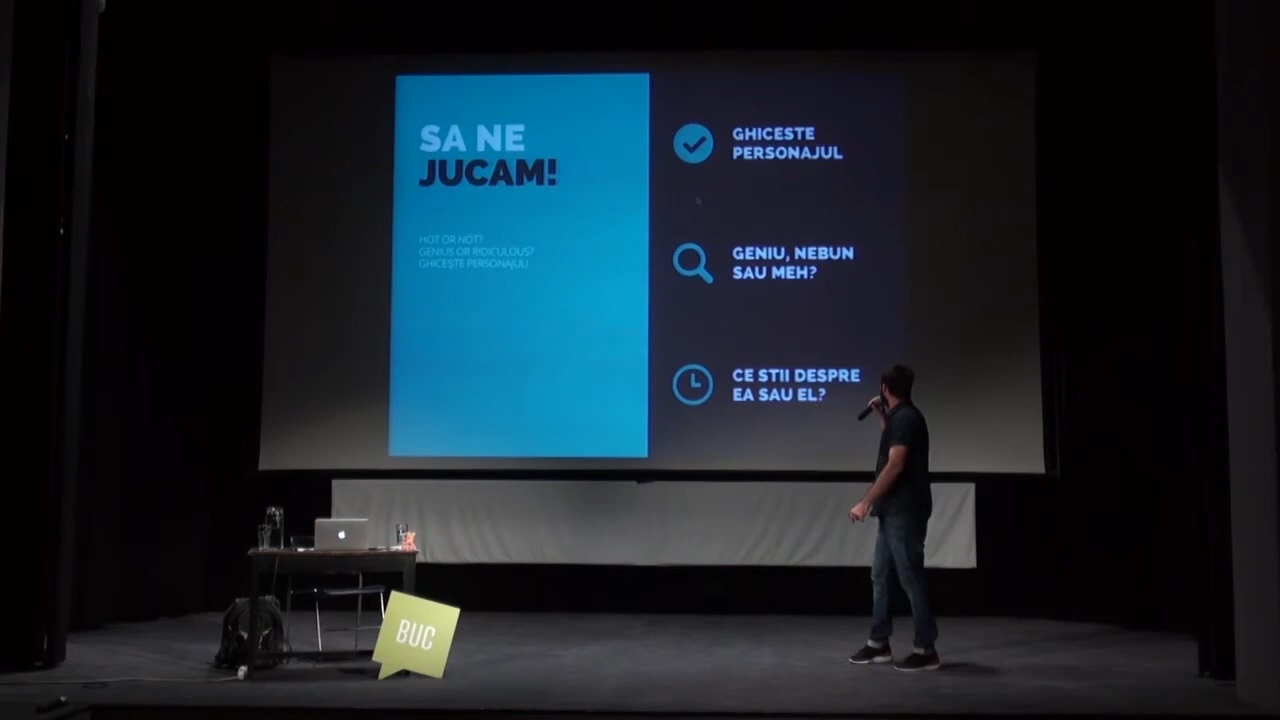 SA NE
JUCAM!
HOT OR NOT?
GENIUS OR RIDICULOUS?
GHICEȘTE PERSONAJUL!
GHICESTE
PERSONAJUL
GENIU, NEBUN
SAU MEH?
CE STII DESPRE
EA SAU EL?
BUC